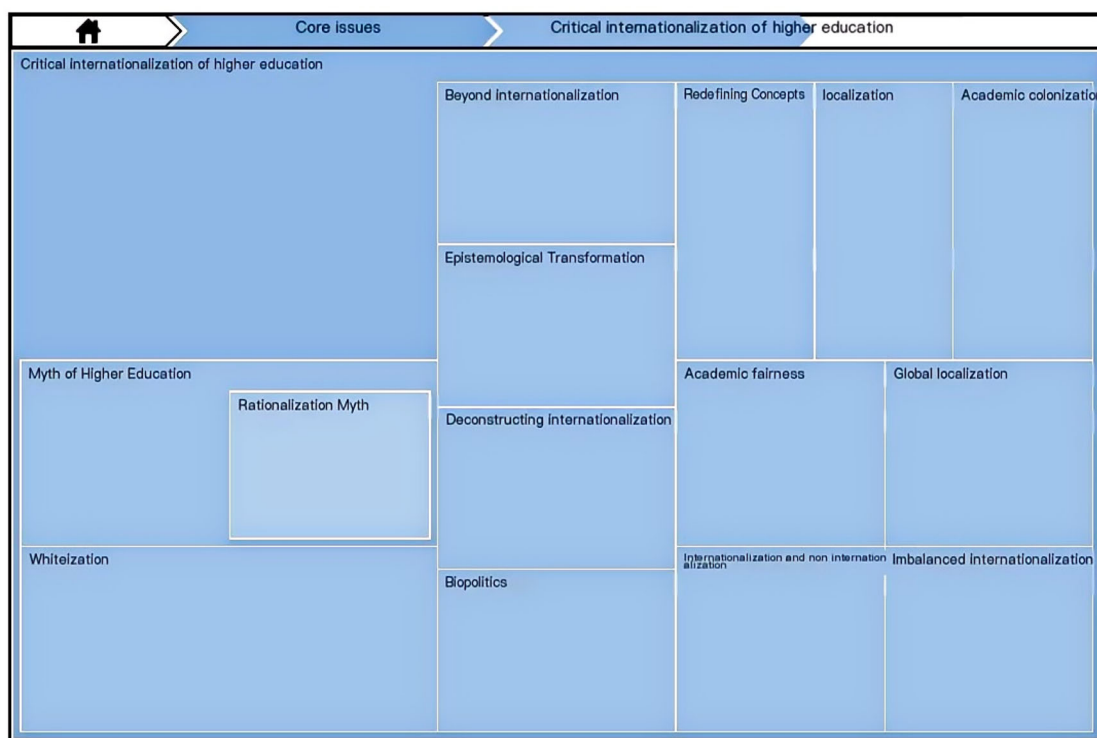 Core issues
Critical internationalization of higher education
Critical internationalization of higher education
Beyond internationalization
Redefining Concepts
localization
Academic colonization
Epistemological Transformation
Myth of Higher Education
Rationalization Myth
Deconstructing internationalization
Academic fairness
Global localization
Whiteization
Biopolitics
Internationalization and non internation
alization
Imbalanced internationalization